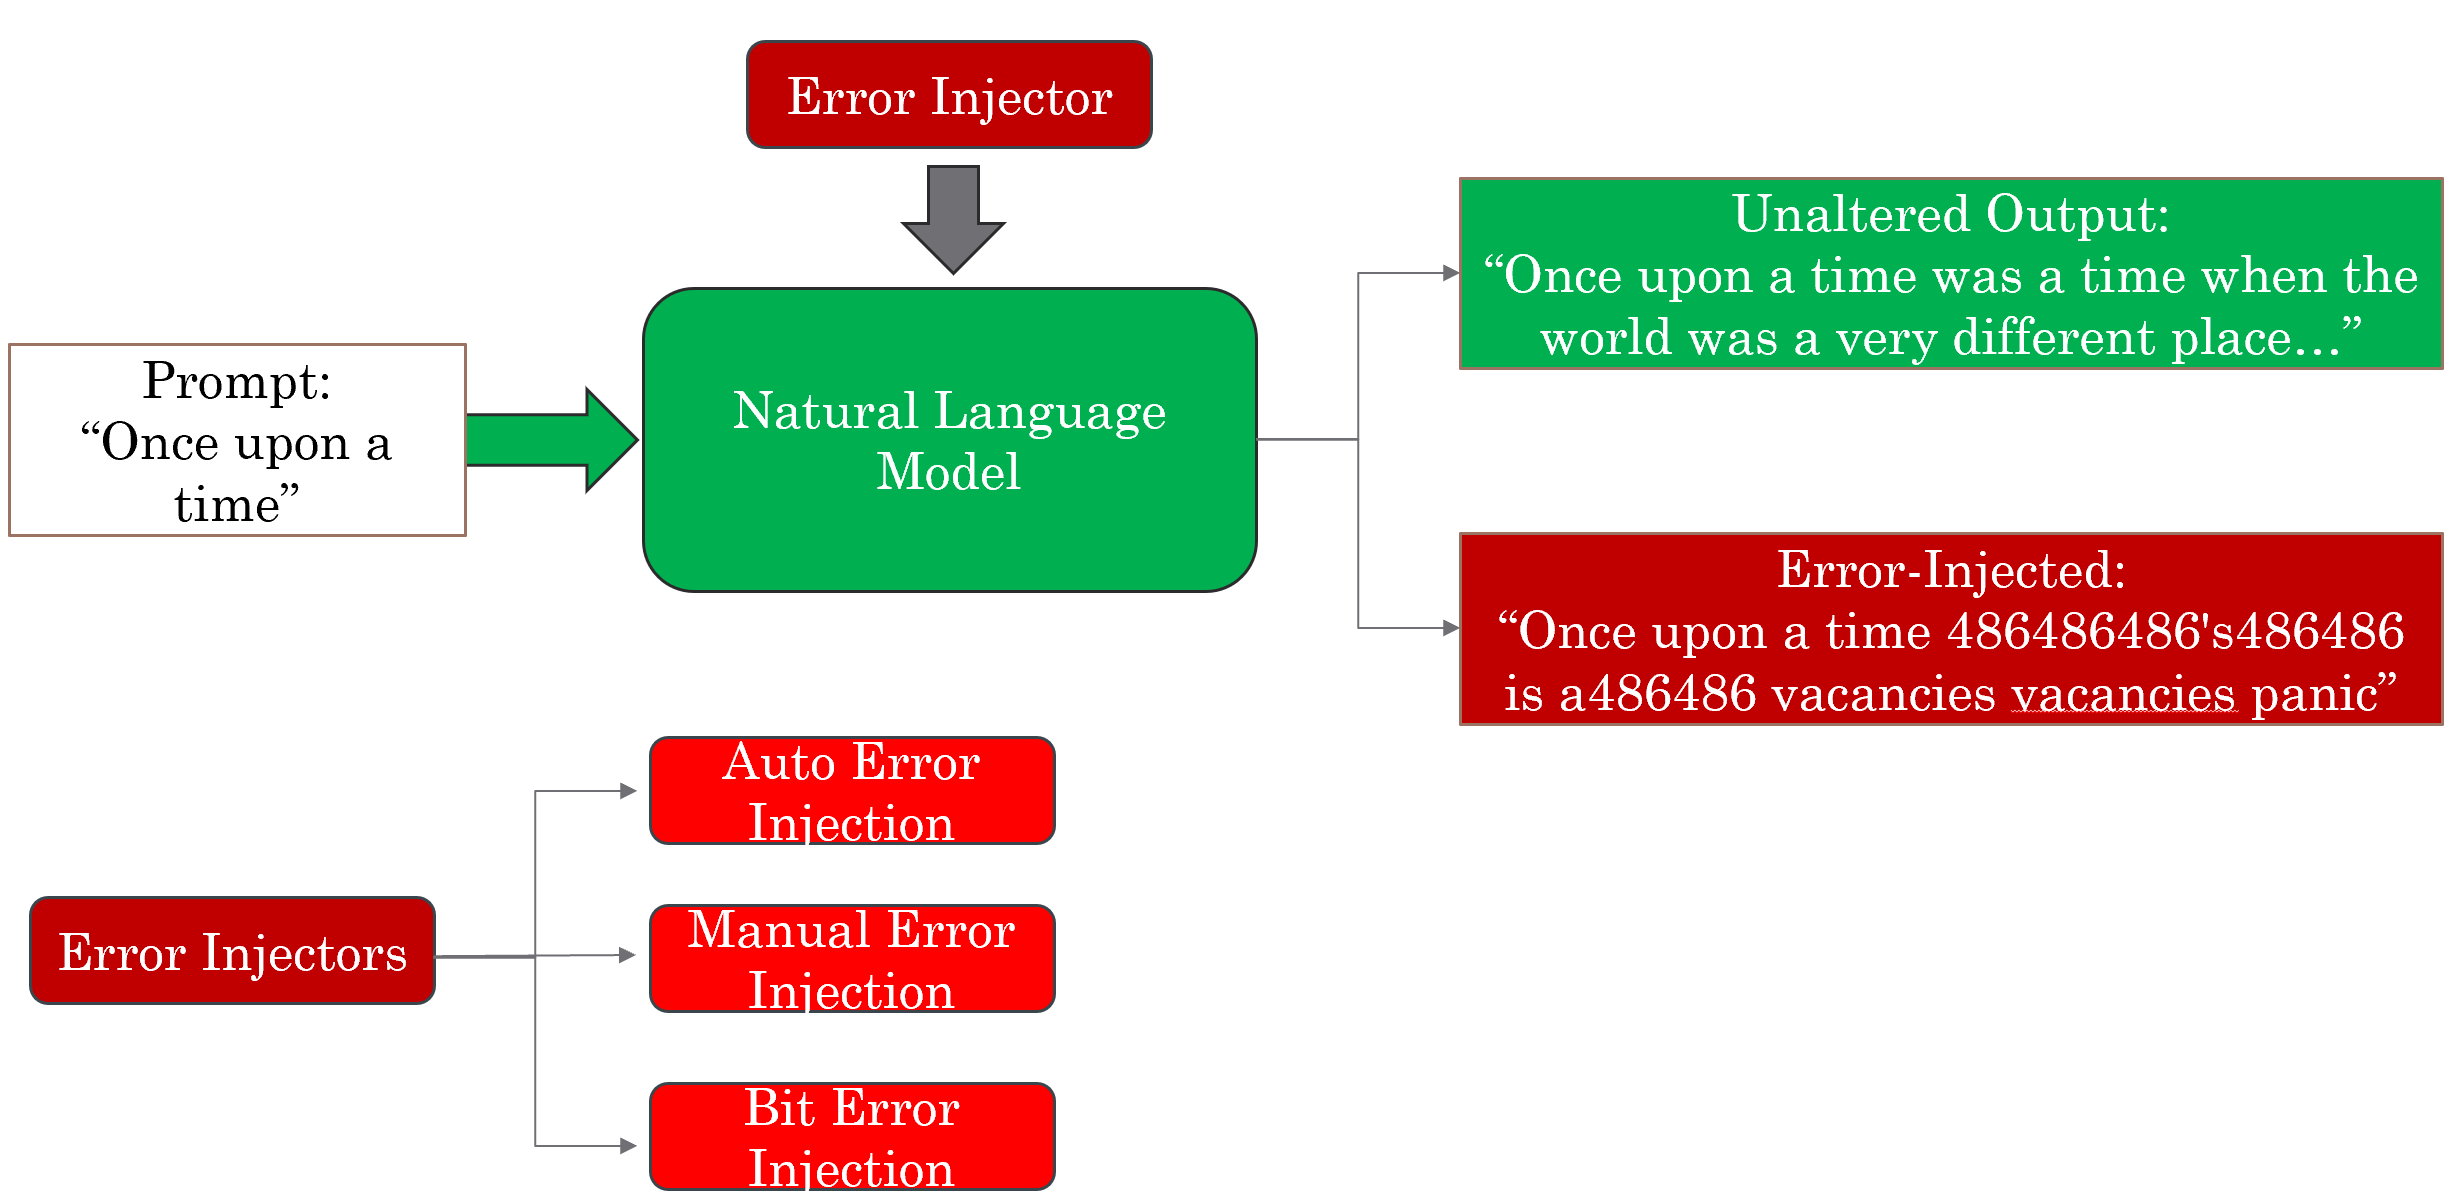 Error Injector
Prompt:
“Once upon a
time”
Natural Language
Model
Unaltered Output:
“Once upon a time was a time when the
world was a very different place…”
Error-Injected:
“Once upon a time 486486486's486486
is a486486 vacancies vacancies panic”
Error Injectors
Auto Error
Injection
Manual Error
Injection
Bit Error
Injection